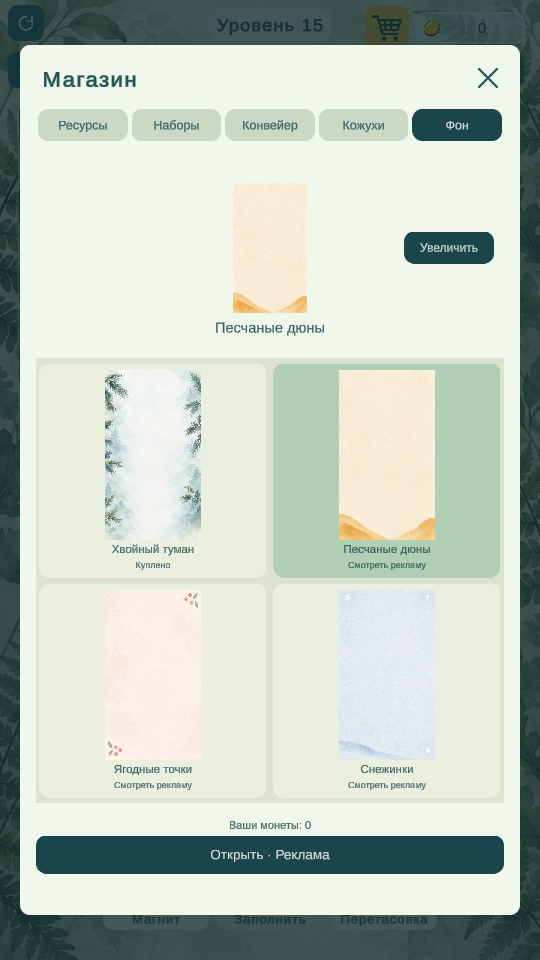 Уровень 15
0
Магазин
Ресурсы
Наборы
Конвейер
Кожухи
Фон
Увеличить
Песчаные дюны
Хвойный туман
Куплено
Песчаные дюны
Смотреть рекламу
Ягодные точки
Смотреть рекламу
Снежинки
Смотреть рекламу
Ваши монеты: 0
Открыть · Реклама
Магнит
Заполнить
Перетасовка